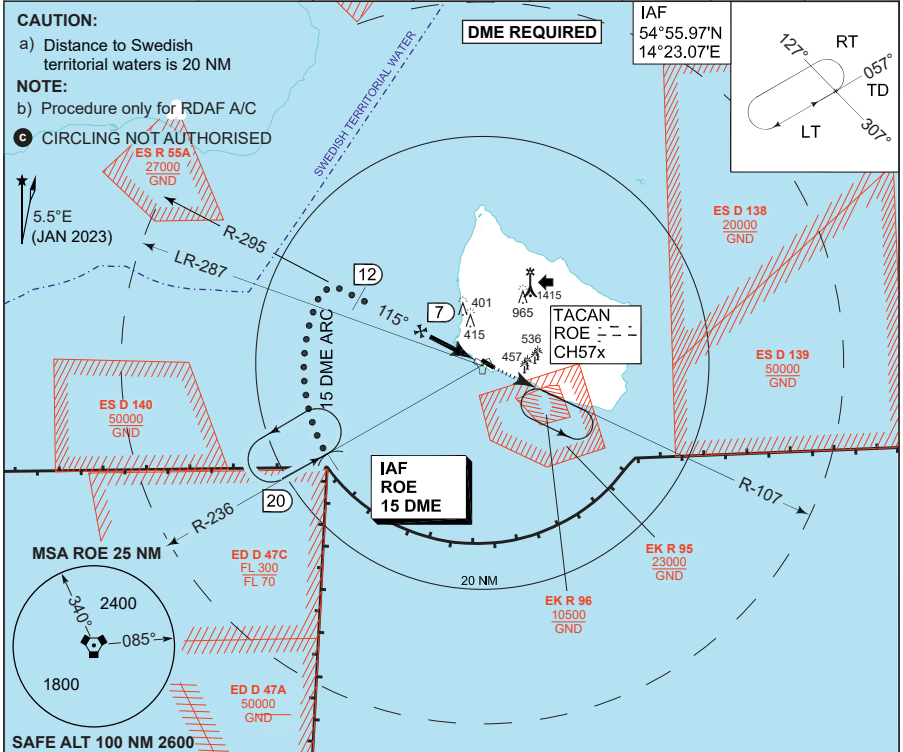 CAUTION:
a) Distance to Swedish
territorial waters is 20 NM
NOTE:
b) Procedure only for RDAF A/C
c CIRCLING NOT AUTHORISED
DME REQUIRED
IAF
54°55.97'N
14°23.07'E
127°
RT
057°
TD
LT
307°
SWEDISH TERRITORIAL WATER
ES R 55A
27000
GND
5.5°E
(JAN 2023)
R-295
LR-287
12
115°
7
401
415
965
1415
536
457
TACAN
ROE
CH57x
ES D 138
20000
GND
ES D 139
50000
GND
15 DME ARC
ES D 140
50000
GND
20
R-236
IAF
ROE
15 DME
R-107
20 NM
EK R 95
23000
GND
EK R 96
10500
GND
ED D 47C
FL 300
FL 70
MSA ROE 25 NM
340°
2400
085°
1800
ED D 47A
50000
GND
SAFE ALT 100 NM 2600